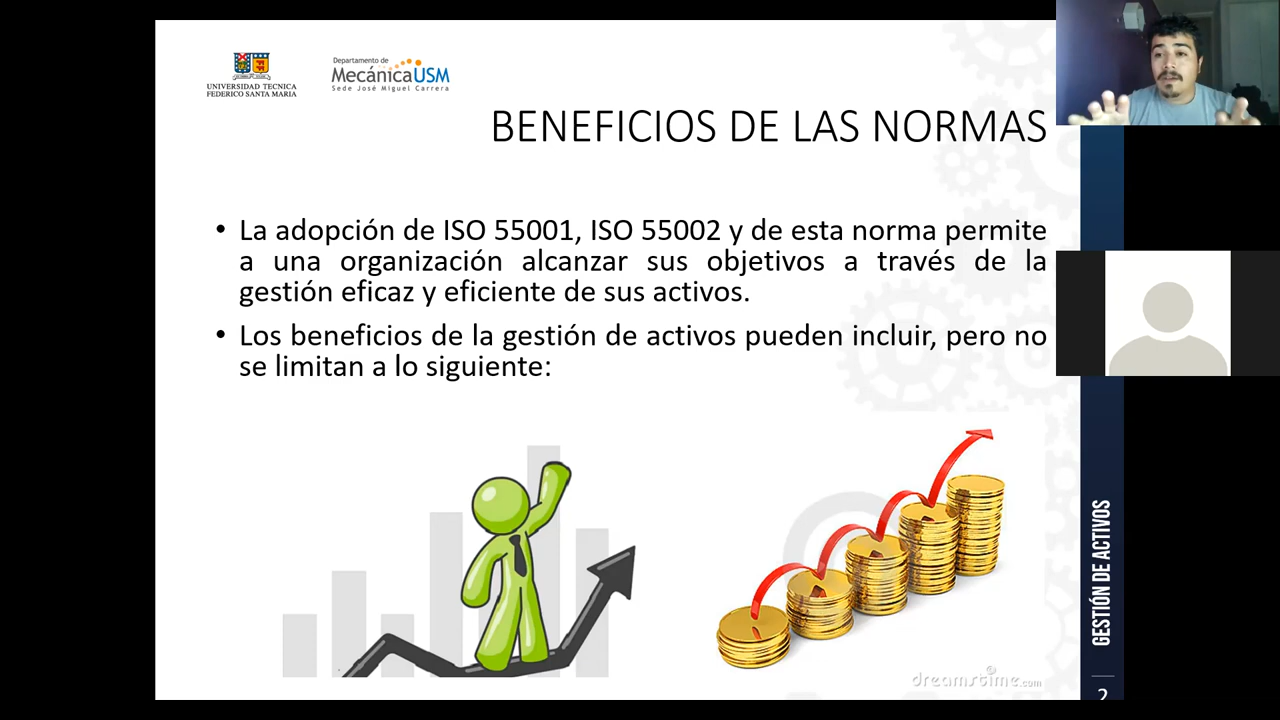 UNIVERSIDAD TECNICA
FEDERICO SANTA MARIA
Departamento de
MecánicaUSM
Sede José Miguel Carrera
BENEFICIOS DE LAS NORMAS
• La adopción de ISO 55001, ISO 55002 y de esta norma permite
a una organización alcanzar sus objetivos a través de la
gestión eficaz y eficiente de sus activos.
• Los beneficios de la gestión de activos pueden incluir, pero no
se limitan a lo siguiente:
dreamstime.com
GESTIÓN DE ACTIVOS
2